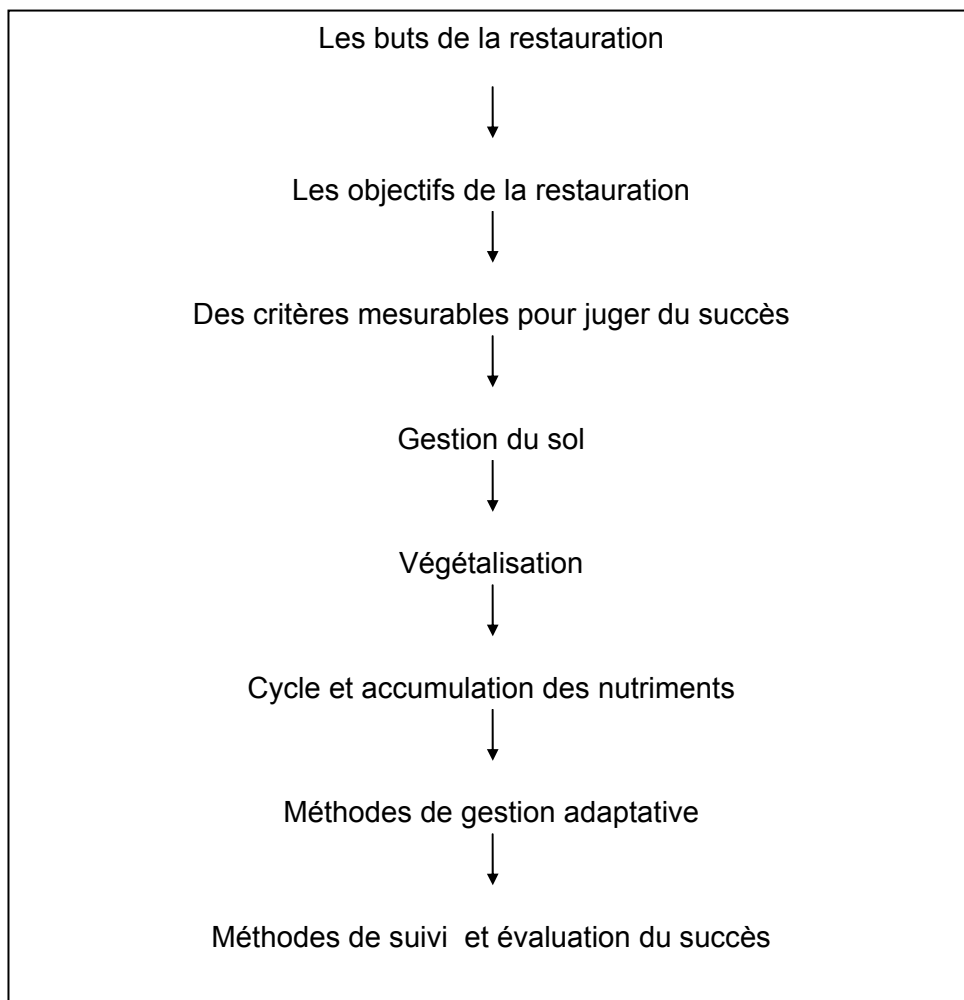 Les buts de la restauration
Les objectifs de la restauration
Des critères mesurables pour juger du succès
Gestion du sol
Végétalisation
Cycle et accumulation des nutriments
Méthodes de gestion adaptative
Méthodes de suivi  et évaluation du succès